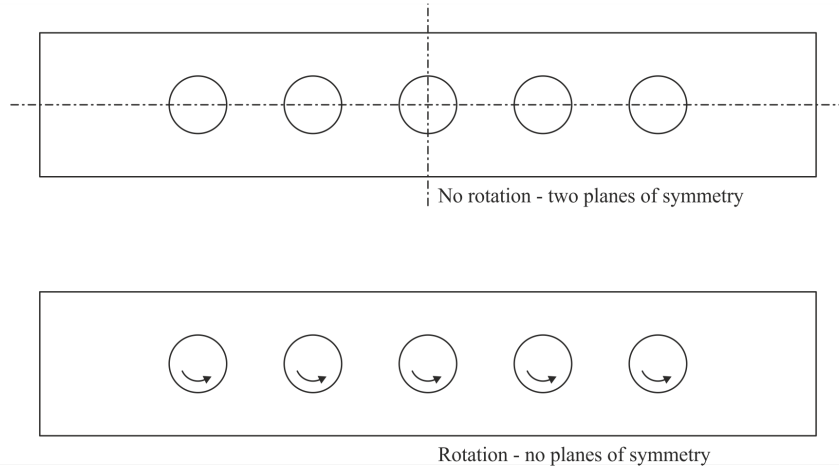 No rotation - two planes of symmetry
Rotation - no planes of symmetry